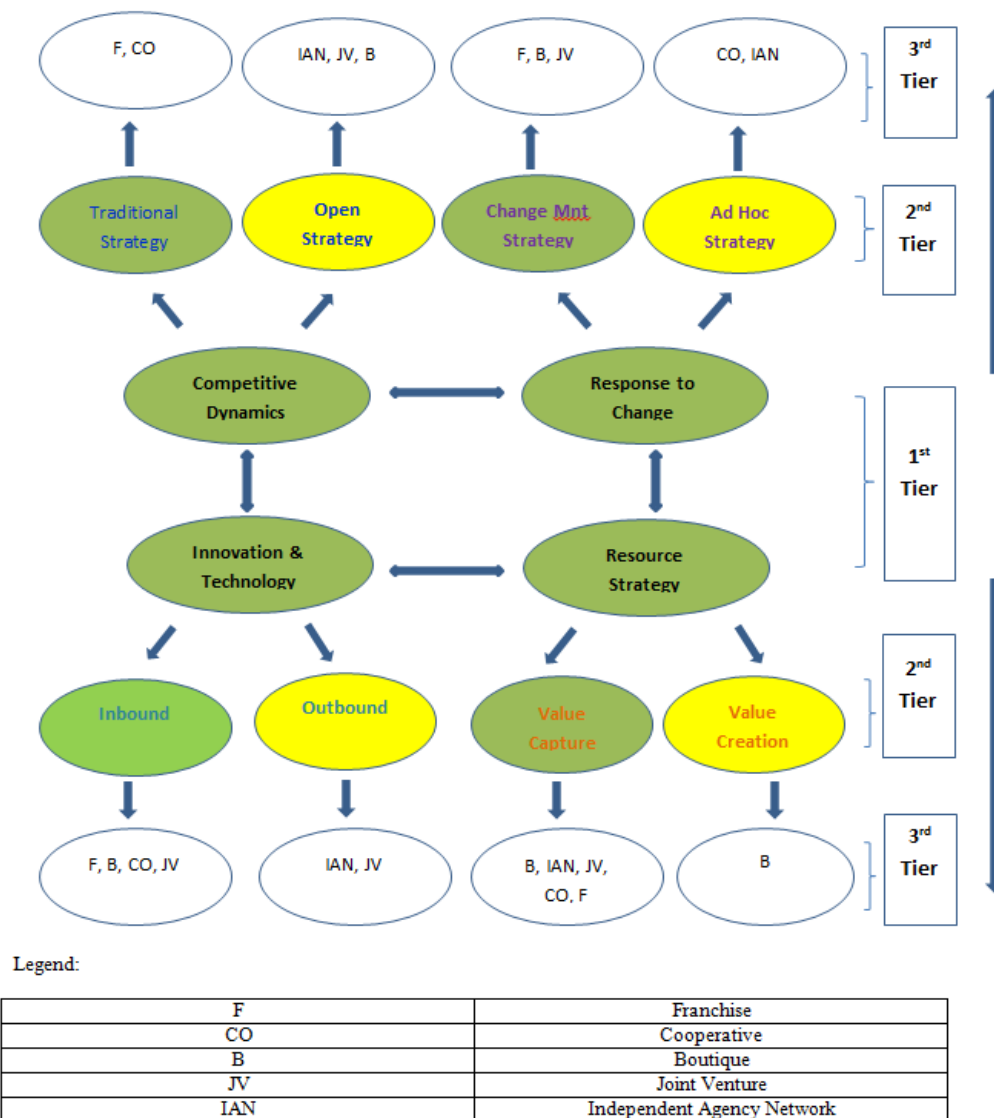 F, CO
IAN, JV, B
F, B, JV
CO, IAN
3rd
Tier
Traditional
Strategy
Open
Strategy
Change Mnt
Strategy
Ad Hoc
Strategy
2nd
Tier
Competitive
Dynamics
Response to
Change
1st
Tier
Innovation &
Technology
Resource
Strategy
Inbound
Outbound
Value
Capture
Value
Creation
2nd
Tier
F, B, CO, JV
IAN, JV
B, IAN, JV,
CO, F
B
3rd
Tier
Legend:
F Franchise
CO Cooperative
B Boutique
JV Joint Venture
IAN Independent Agency Network